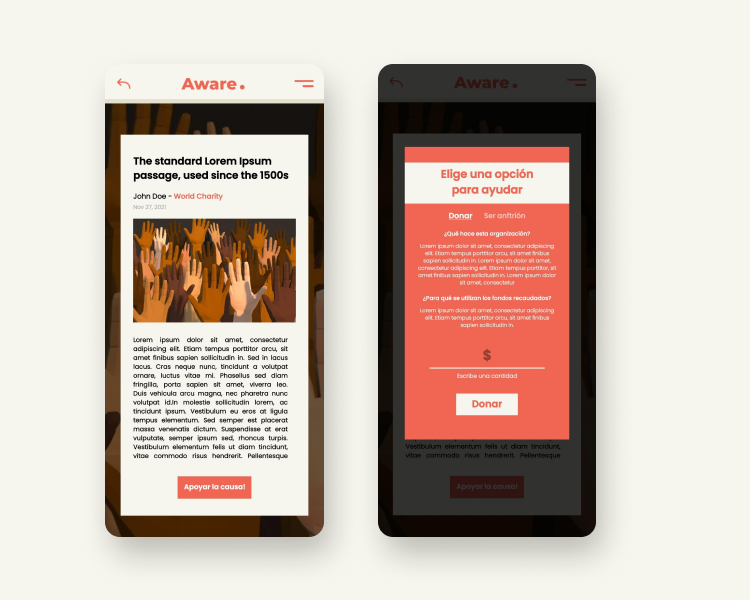 Aware.
The standard Lorem Ipsum
passage, used since the 1500s
John Doe - World Charity
Nov 27, 2021
Lorem ipsum dolor sit amet, consectetur
adipiscing elit. Etiam tempus porttitor arcu, sit
amet finibus sapien sollicitudin in. Sed in lacus
lacus. Cras neque nunc, tincidunt a volutpat
ornare, luctus vitae mi. Phasellus sed diam
fringilla, porta sapien sit amet, viverra leo.
Duis vehicula arcu magna, nec pharetra nunc
volutpat id.In molestie sollicitudin lorem, ac
tincidunt ipsum. Vestibulum eu eros at ligula
tempus elementum. Sed semper est placerat
massa venenatis dictum. Suspendisse at erat
vulputate, semper ipsum sed, rhoncus turpis.
Vestibulum elementum felis ut diam tincidunt,
vitae commodo risus hendrerit. Pellentesque
Apoyar la causa!
Aware.
Elige una opción
para ayudar
Donar Ser anfitrión
¿Qué hace esta organización?
Lorem ipsum dolor sit amet, consectetur adipiscing
elit. Etiam tempus porttitor arcu, sit amet finibus
sapien sollicitudin in. Lorem ipsum dolor sit amet,
consectetur adipiscing elit. Etiam tempus porttitor arcu, sit
amet finibus sapien sollicitudin in. Lorem ipsum dolor
sit amet, consectetur
¿Para qué se utilizan los fondos recaudados?
Lorem ipsum dolor sit amet, consectetur adipiscing
elit. Etiam tempus porttitor arcu, sit amet finibus
sapien sollicitudin in.
$
Escribe una cantidad
Donar
Vestibulum elementum felis ut diam tincidunt,
vitae commodo risus hendrerit. Pellentesque
Apoyar la causa!